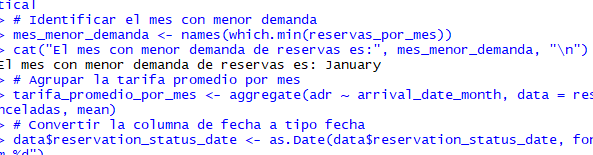 tical
> # Identificar el mes con menor demanda
> mes_menor_demanda <- names(which.min(reservas_por_mes))
> cat("El mes con menor demanda de reservas es:", mes_menor_demanda, "\n")
El mes con menor demanda de reservas es: January
> # Agrupar la tarifa promedio por mes
> tarifa_promedio_por_mes <- aggregate(adr ~ arrival_date_month, data = res
nceladas, mean)
> # Convertir la columna de fecha a tipo fecha
> data$reservation_status_date <- as.Date(data$reservation_status_date, for
m-%d")